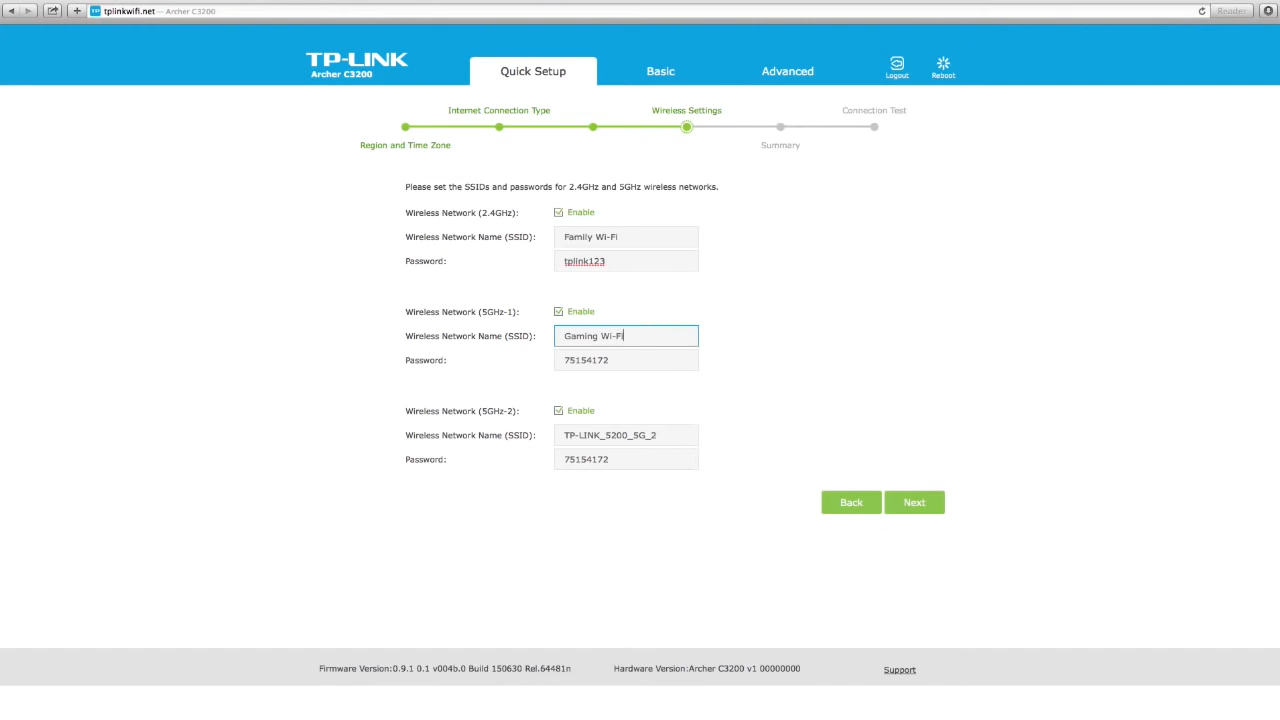 tplinkwifi.net — Archer C3200
Reader
TP-LINK
Archer C3200
Quick Setup
Basic
Advanced
Logout
Reboot
Internet Connection Type
Wireless Settings
Connection Test
Region and Time Zone
Summary
Please set the SSIDs and passwords for 2.4GHz and 5GHz wireless networks.
Wireless Network (2.4GHz): Enable
Wireless Network Name (SSID): Family Wi-Fi
Password: tplink123
Wireless Network (5GHz-1): Enable
Wireless Network Name (SSID): Gaming Wi-Fi
Password: 75154172
Wireless Network (5GHz-2): Enable
Wireless Network Name (SSID): TP-LINK_5200_5G_2
Password: 75154172
Back
Next
Firmware Version:0.9.1 0.1 v004b.0 Build 150630 Rel.64481n
Hardware Version:Archer C3200 v1 00000000
Support